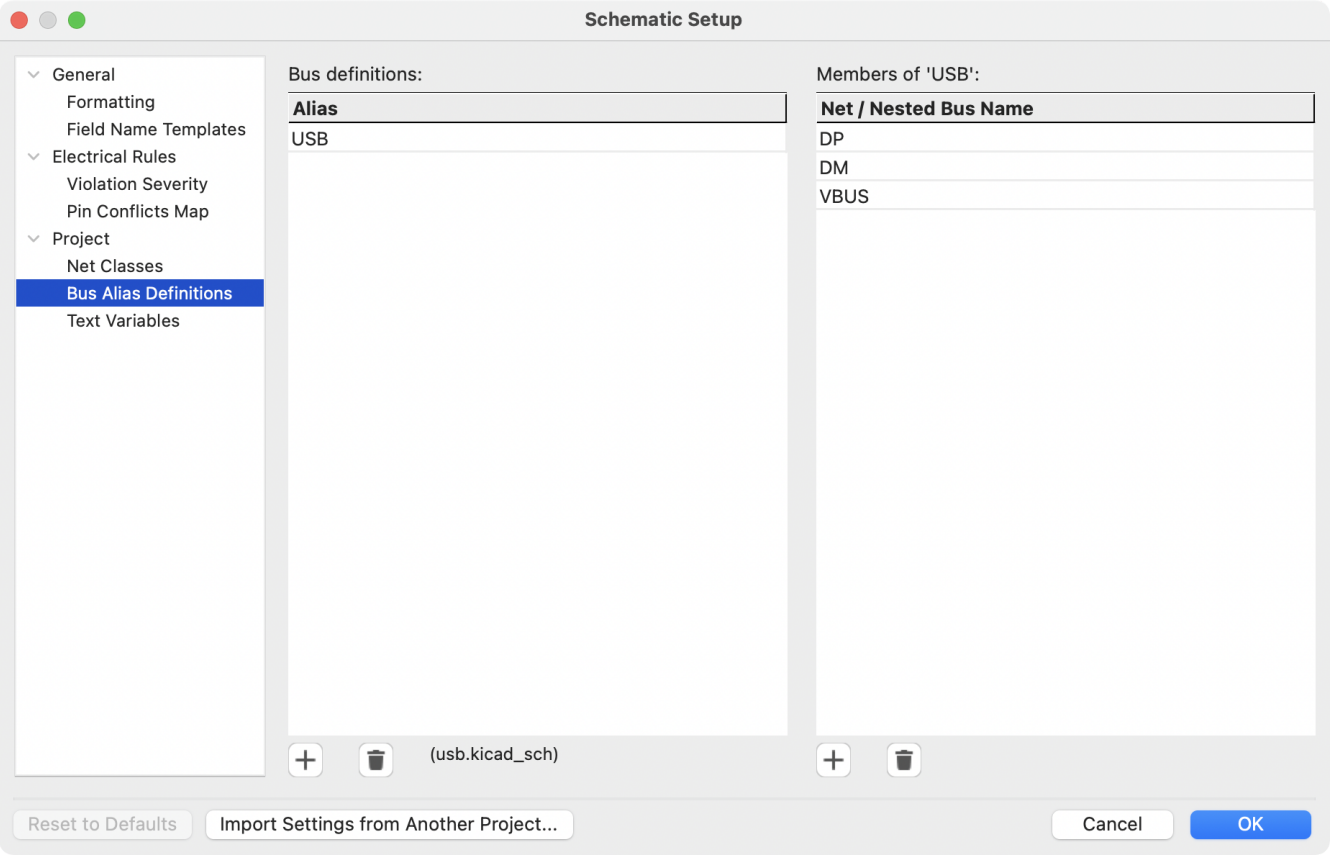 Schematic Setup
General
Formatting
Field Name Templates
Electrical Rules
Violation Severity
Pin Conflicts Map
Project
Net Classes
Bus Alias Definitions
Text Variables
Bus definitions:
Alias
USB
(usb.kicad_sch)
Members of 'USB':
Net / Nested Bus Name
DP
DM
VBUS
Reset to Defaults
Import Settings from Another Project...
Cancel
OK